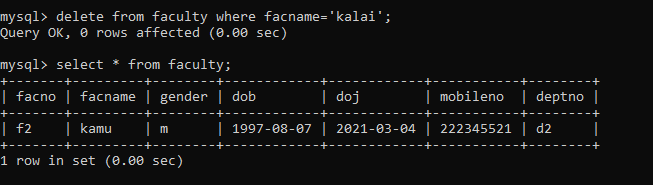 mysql> delete from faculty where facname='kalai';
Query OK, 0 rows affected (0.00 sec)
mysql> select * from faculty;
+-------+---------+--------+------------+------------+-----------+--------+
| facno | facname | gender | dob        | doj        | mobileno  | deptno |
+-------+---------+--------+------------+------------+-----------+--------+
| f2    | kamu    | m      | 1997-08-07 | 2021-03-04 | 222345521 | d2     |
+-------+---------+--------+------------+------------+-----------+--------+
1 row in set (0.00 sec)